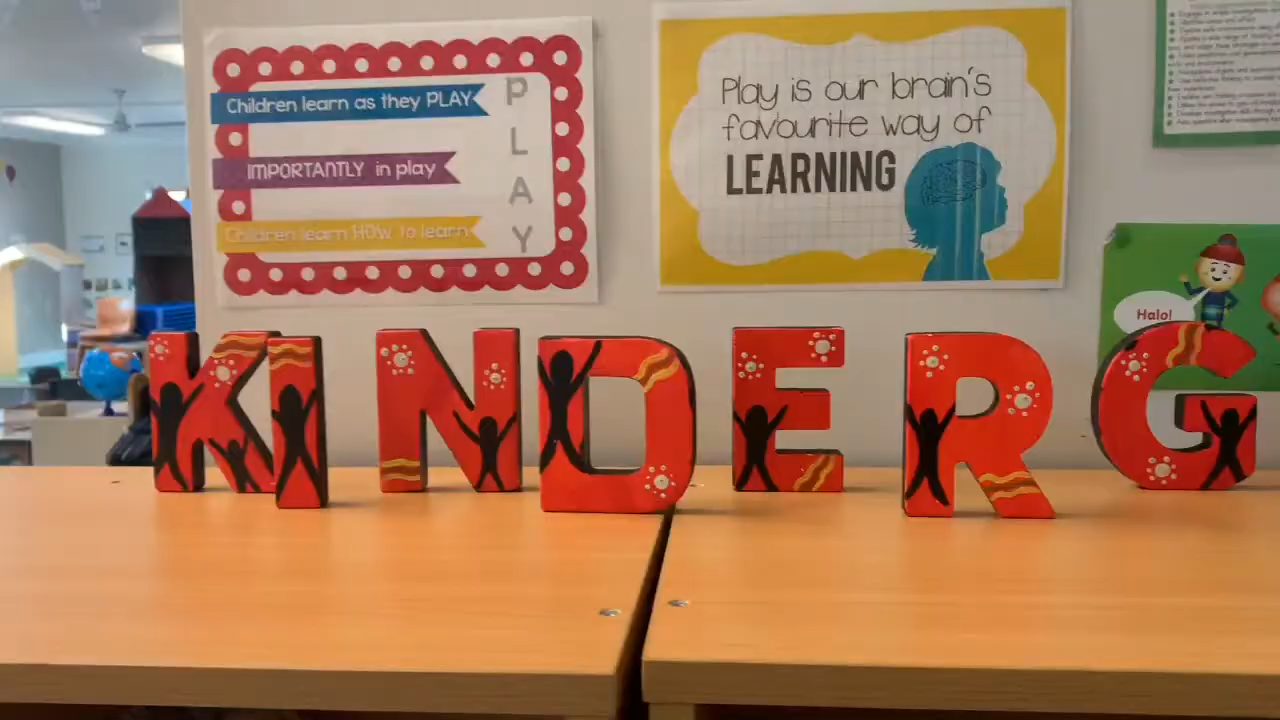 Children learn as they PLAY
IMPORTANTLY in play
Children learn HOW to learn
P
L
A
Y
Play is our brain's
favourite way of
LEARNING
Halo!
KINDERG